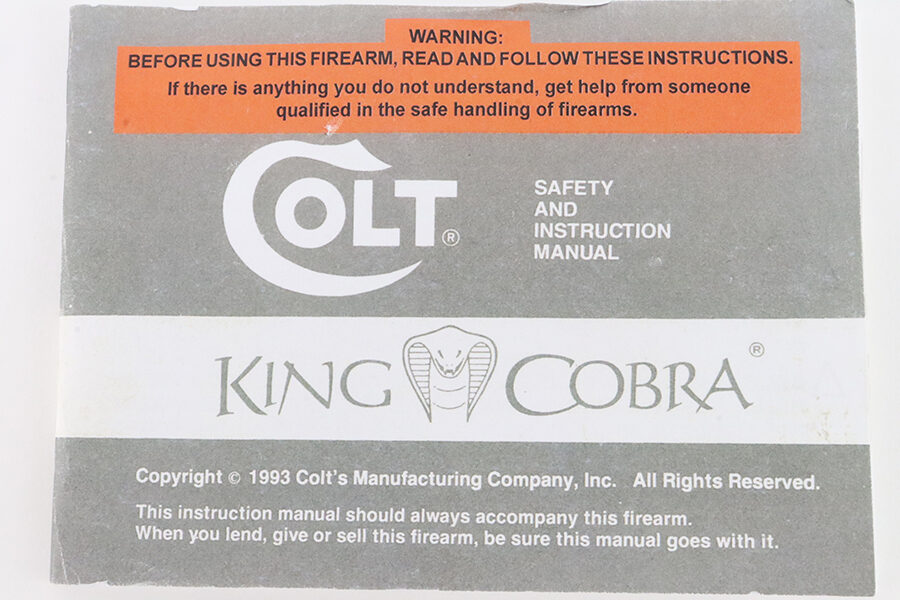 WARNING:
BEFORE USING THIS FIREARM, READ AND FOLLOW THESE INSTRUCTIONS.
If there is anything you do not understand, get help from someone
qualified in the safe handling of firearms.
COLT®
SAFETY
AND
INSTRUCTION
MANUAL
KING COBRA®
Copyright © 1993 Colt's Manufacturing Company, Inc. All Rights Reserved.
This instruction manual should always accompany this firearm.
When you lend, give or sell this firearm, be sure this manual goes with it.